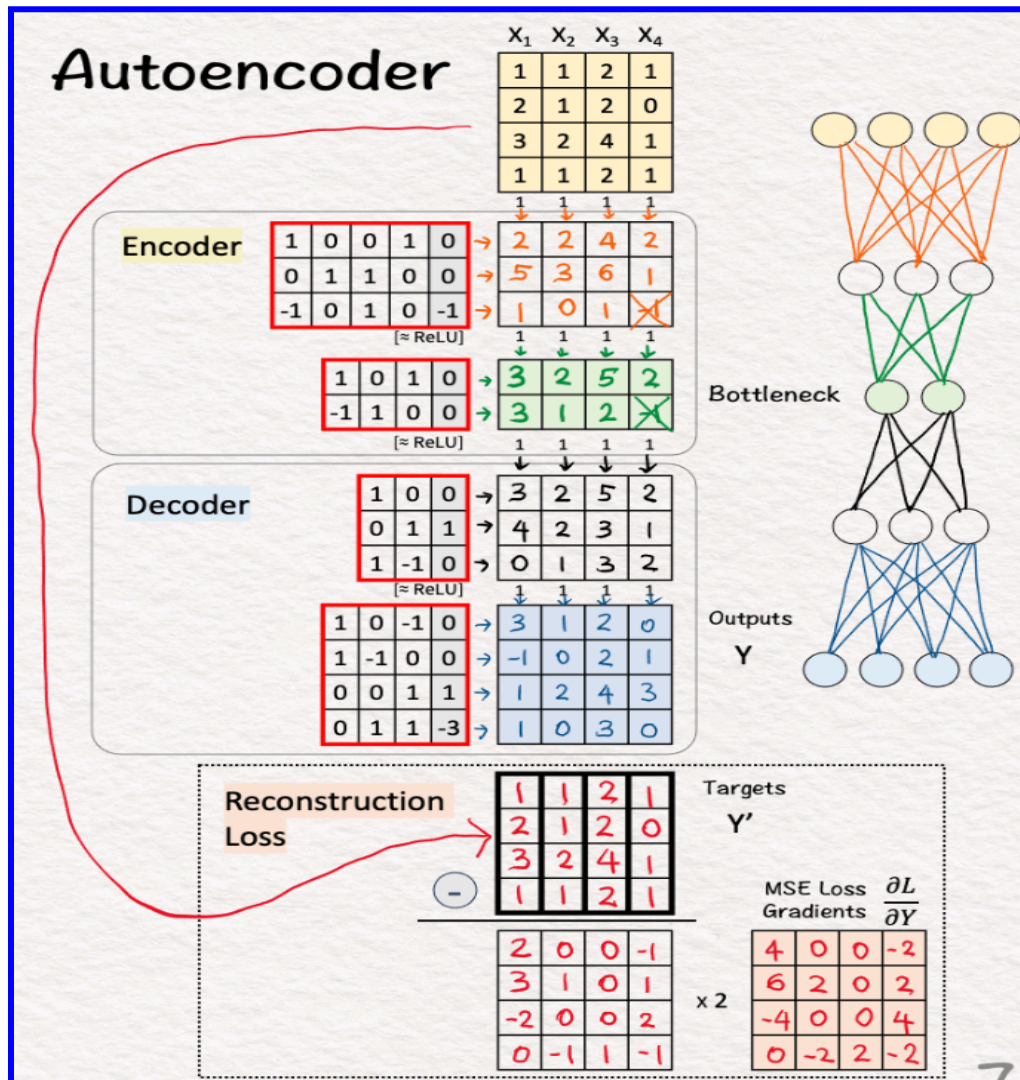 Autoencoder
X1 X2 X3 X4
1 1 2 1
2 1 2 0
3 2 4 1
1 1 2 1
1 1 1 1
Encoder
1 0 0 1 0 → 2 2 4 2
0 1 1 0 0 → 5 3 6 1
-1 0 1 0 -1 → 1 0 1 -1
[≈ ReLU] 1 1 1 1
1 0 1 0 → 3 2 5 2
-1 1 0 0 → 3 1 2 -1
Bottleneck
[≈ ReLU] 1 1 1 1
Decoder
1 0 0 → 3 2 5 2
0 1 1 → 4 2 3 1
1 -1 0 → 0 1 3 2
[≈ ReLU] 1 1 1 1
1 0 -1 0 → 3 1 2 0
1 -1 0 0 → -1 0 2 1
0 0 1 1 → 1 2 4 3
0 1 1 -3 → 1 0 3 0
Outputs
Y
Reconstruction
Loss
1 1 2 1
2 1 2 0
3 2 4 1
1 1 2 1
Targets
Y'
-
2 0 0 -1
3 1 0 1
-2 0 0 2
0 -1 1 -1
x 2
MSE Loss
Gradients
∂L
∂Y
4 0 0 -2
6 2 0 2
-4 0 0 4
0 -2 2 -2